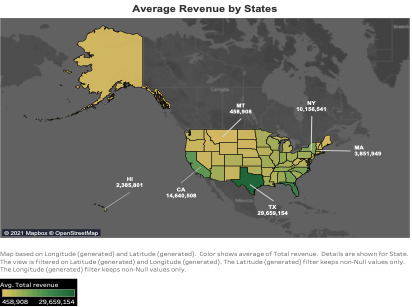 Average Revenue by States
Canada
MT
458,908
NY
10,158,541
MA
3,851,949
HI
2,385,801
CA
14,640,508
TX
29,659,154
Mexico
© 2021 Mapbox © OpenStreetMap
Map based on Longitude (generated) and Latitude (generated). Color shows average of Total revenue. Details are shown for State.
The view is filtered on Latitude (generated) and Longitude (generated). The Latitude (generated) filter keeps non-Null values only.
The Longitude (generated) filter keeps non-Null values only.
Avg. Total revenue
458,908 29,659,154